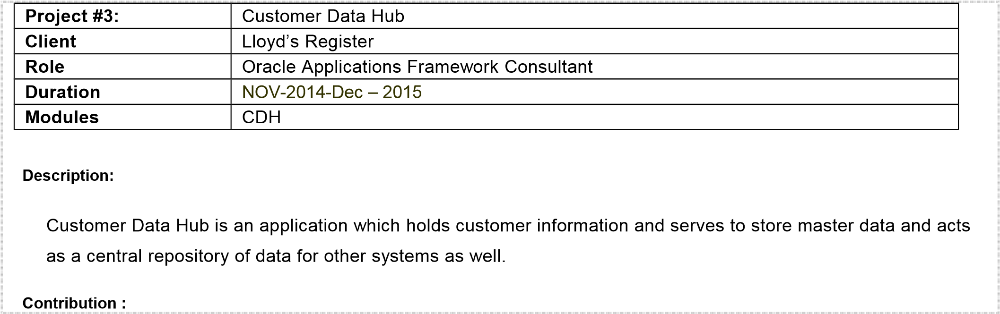 Project #3: Customer Data Hub
Client Lloyd’s Register
Role Oracle Applications Framework Consultant
Duration NOV-2014-Dec – 2015
Modules CDH
Description:
Customer Data Hub is an application which holds customer information and serves to store master data and acts
as a central repository of data for other systems as well.
Contribution :